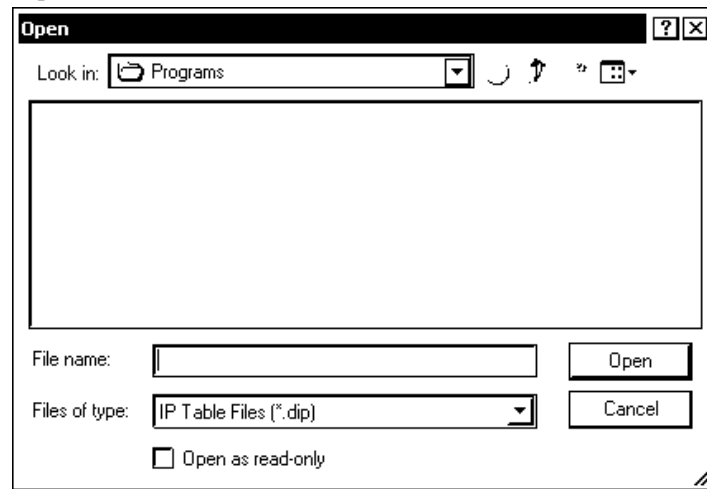 Open
Look in: Programs
File name: Open
Files of type: IP Table Files (*.dip) Cancel
Open as read-only